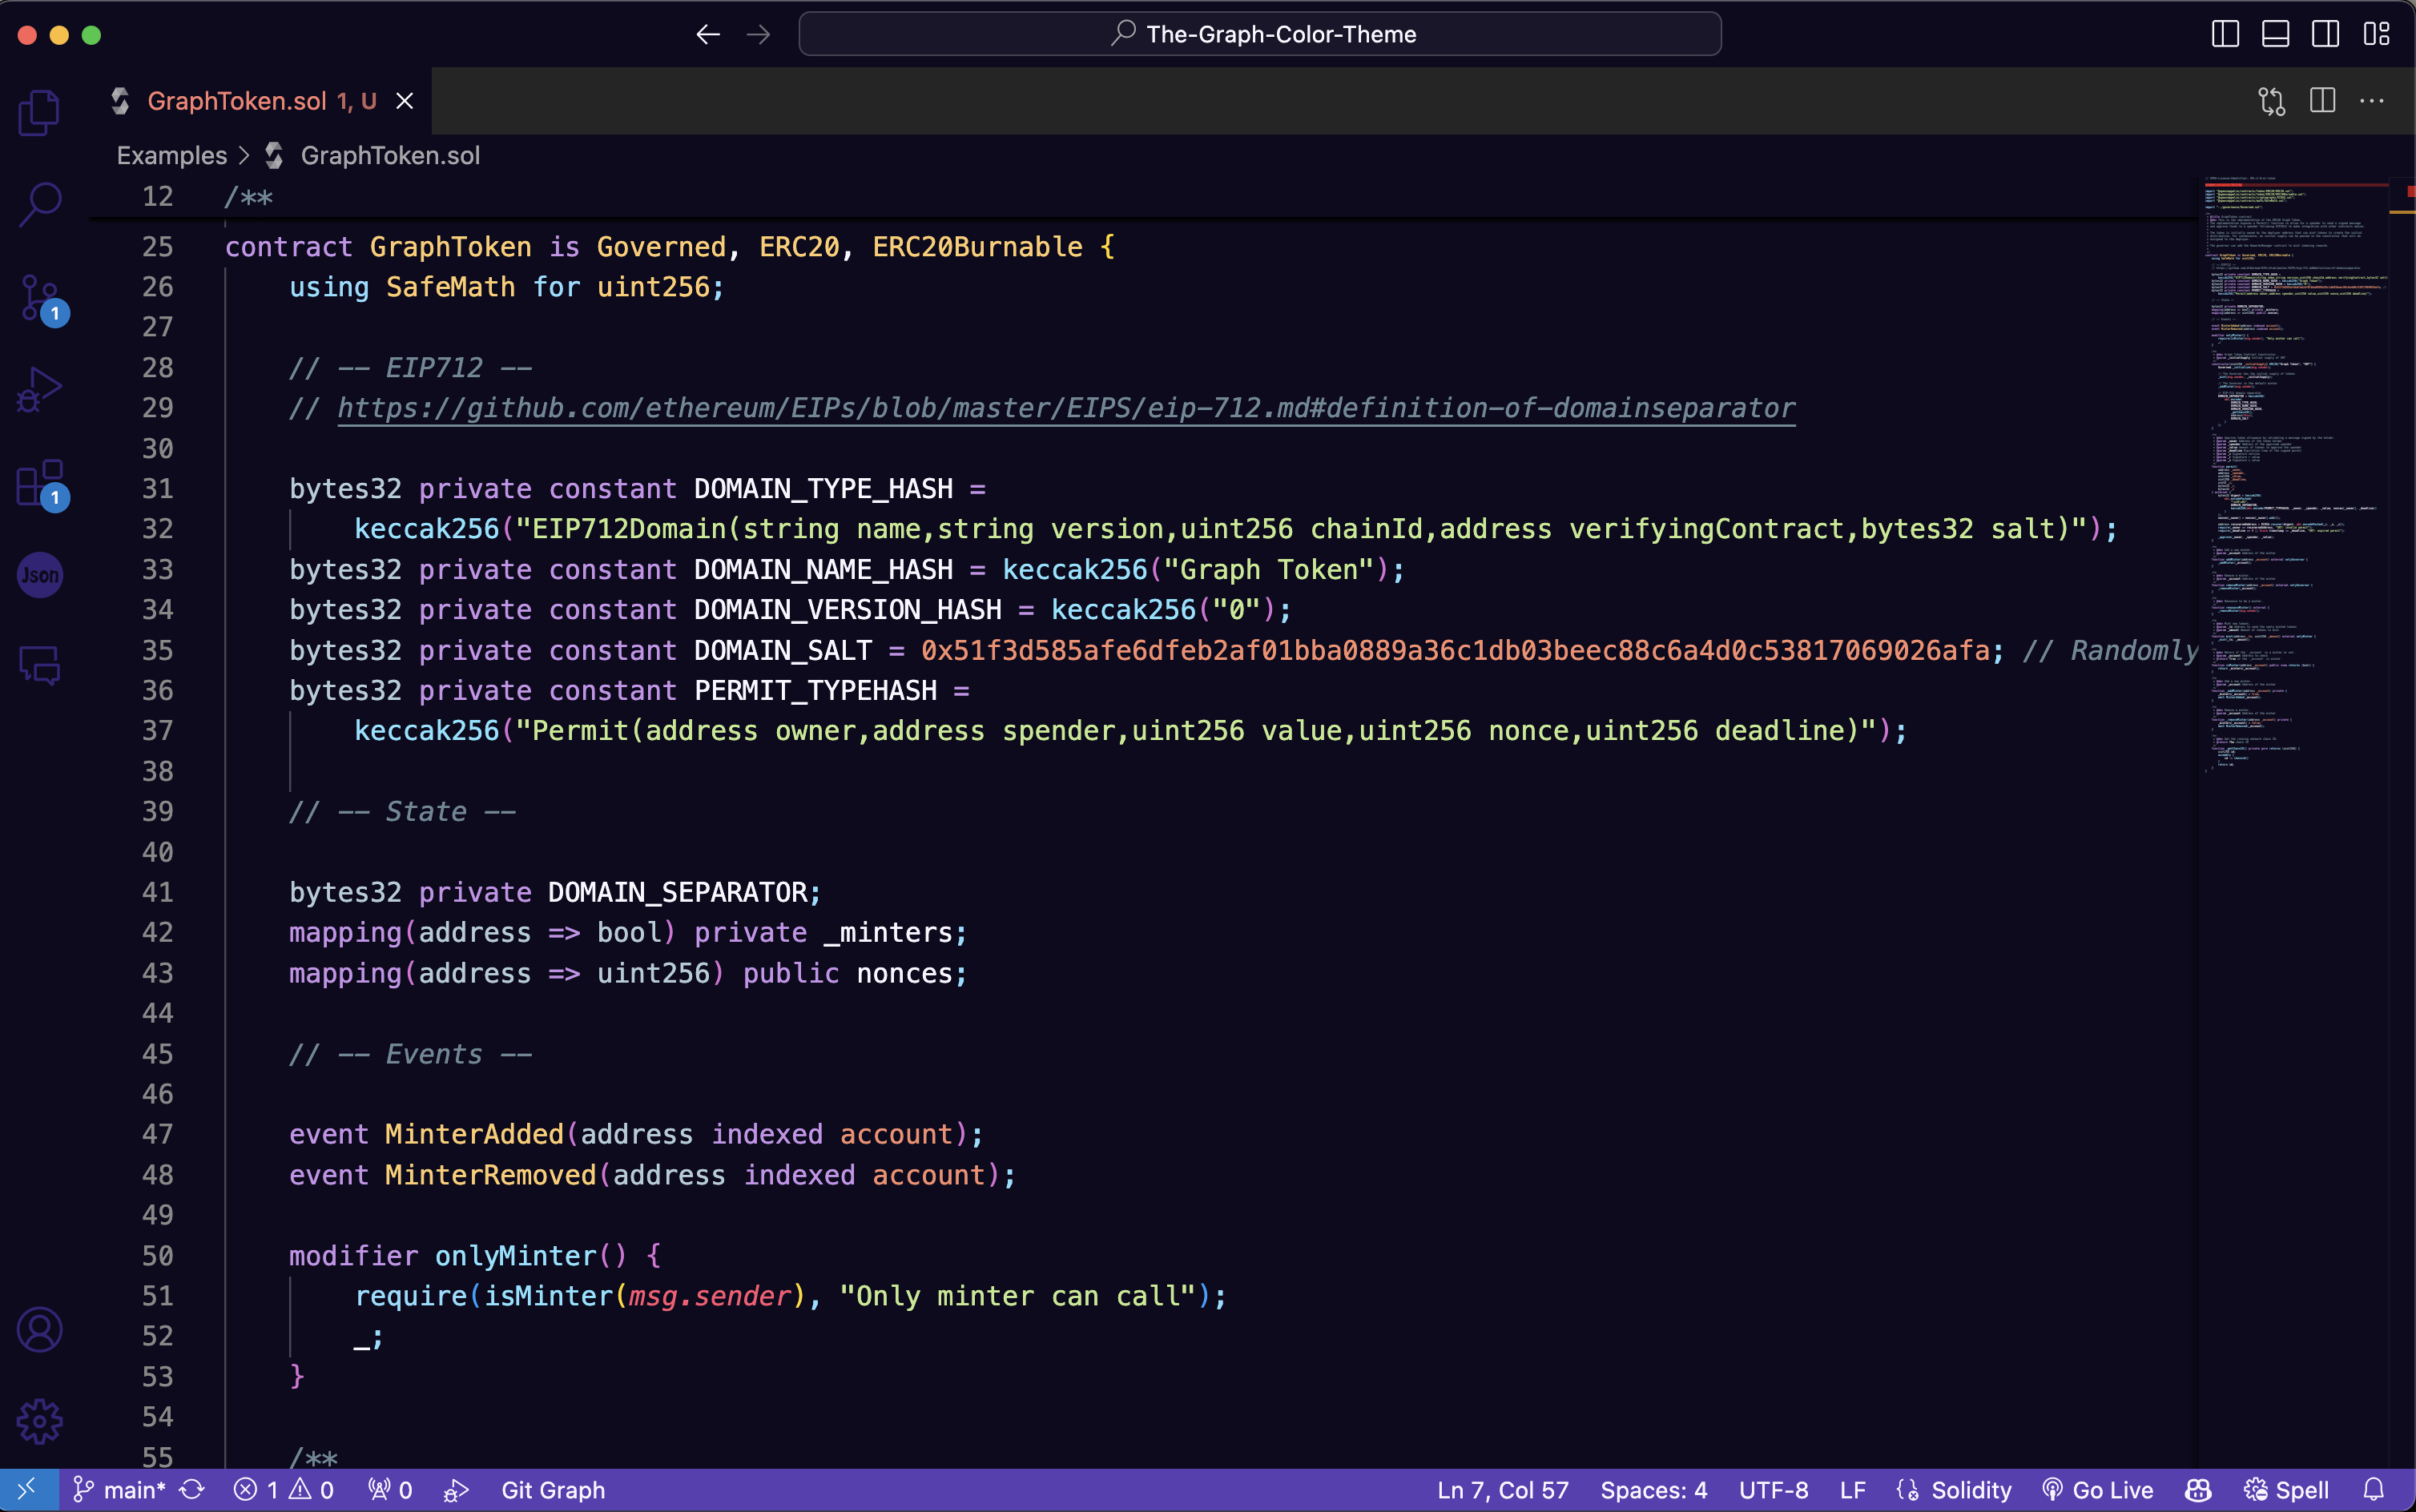 The-Graph-Color-Theme
GraphToken.sol 1, U
Examples > GraphToken.sol
12 /**
25 contract GraphToken is Governed, ERC20, ERC20Burnable {
26 using SafeMath for uint256;
27
28 // -- EIP712 --
29 // https://github.com/ethereum/EIPs/blob/master/EIPS/eip-712.md#definition-of-domainseparator
30
31 bytes32 private constant DOMAIN_TYPE_HASH =
32 keccak256("EIP712Domain(string name,string version,uint256 chainId,address verifyingContract,bytes32 salt)");
33 bytes32 private constant DOMAIN_NAME_HASH = keccak256("Graph Token");
34 bytes32 private constant DOMAIN_VERSION_HASH = keccak256("0");
35 bytes32 private constant DOMAIN_SALT = 0x51f3d585afe6dfeb2af01bba0889a36c1db03beec88c6a4d0c53817069026afa; // Randomly
36 bytes32 private constant PERMIT_TYPEHASH =
37 keccak256("Permit(address owner,address spender,uint256 value,uint256 nonce,uint256 deadline)");
38
39 // -- State --
40
41 bytes32 private DOMAIN_SEPARATOR;
42 mapping(address => bool) private _minters;
43 mapping(address => uint256) public nonces;
44
45 // -- Events --
46
47 event MinterAdded(address indexed account);
48 event MinterRemoved(address indexed account);
49
50 modifier onlyMinter() {
51 require(isMinter(msg.sender), "Only minter can call");
52 _;
53 }
54
55 /**
1
1
Json
main* 1 0 0 Git Graph Ln 7, Col 57 Spaces: 4 UTF-8 LF Solidity Go Live Spell